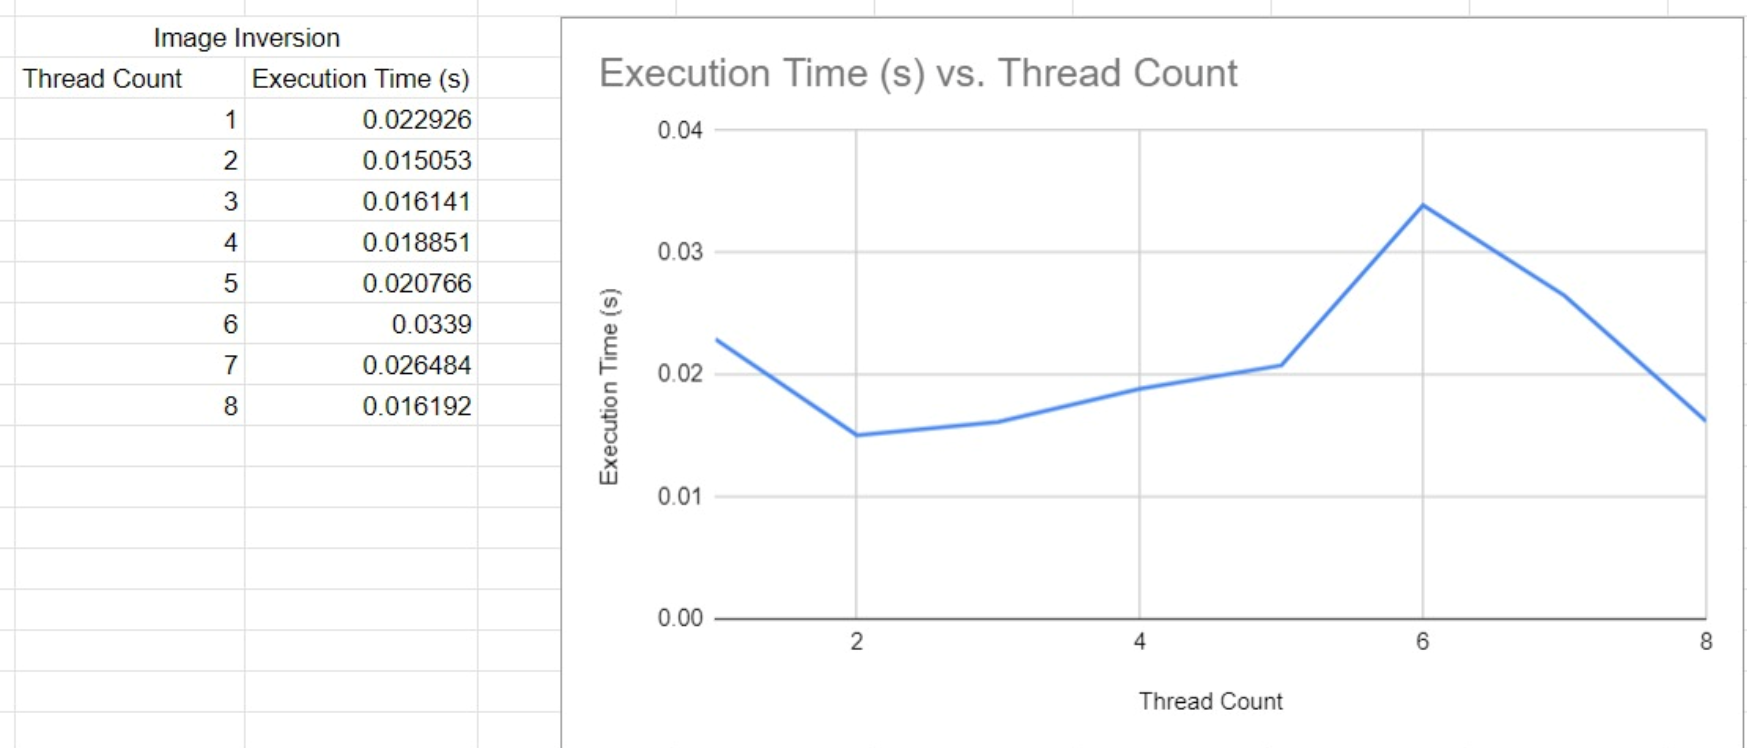 Image Inversion
Thread Count Execution Time (s)
1 0.022926
2 0.015053
3 0.016141
4 0.018851
5 0.020766
6 0.0339
7 0.026484
8 0.016192
Execution Time (s) vs. Thread Count
Execution Time (s)
0.04
0.03
0.02
0.01
0.00
2 4 6 8
Thread Count